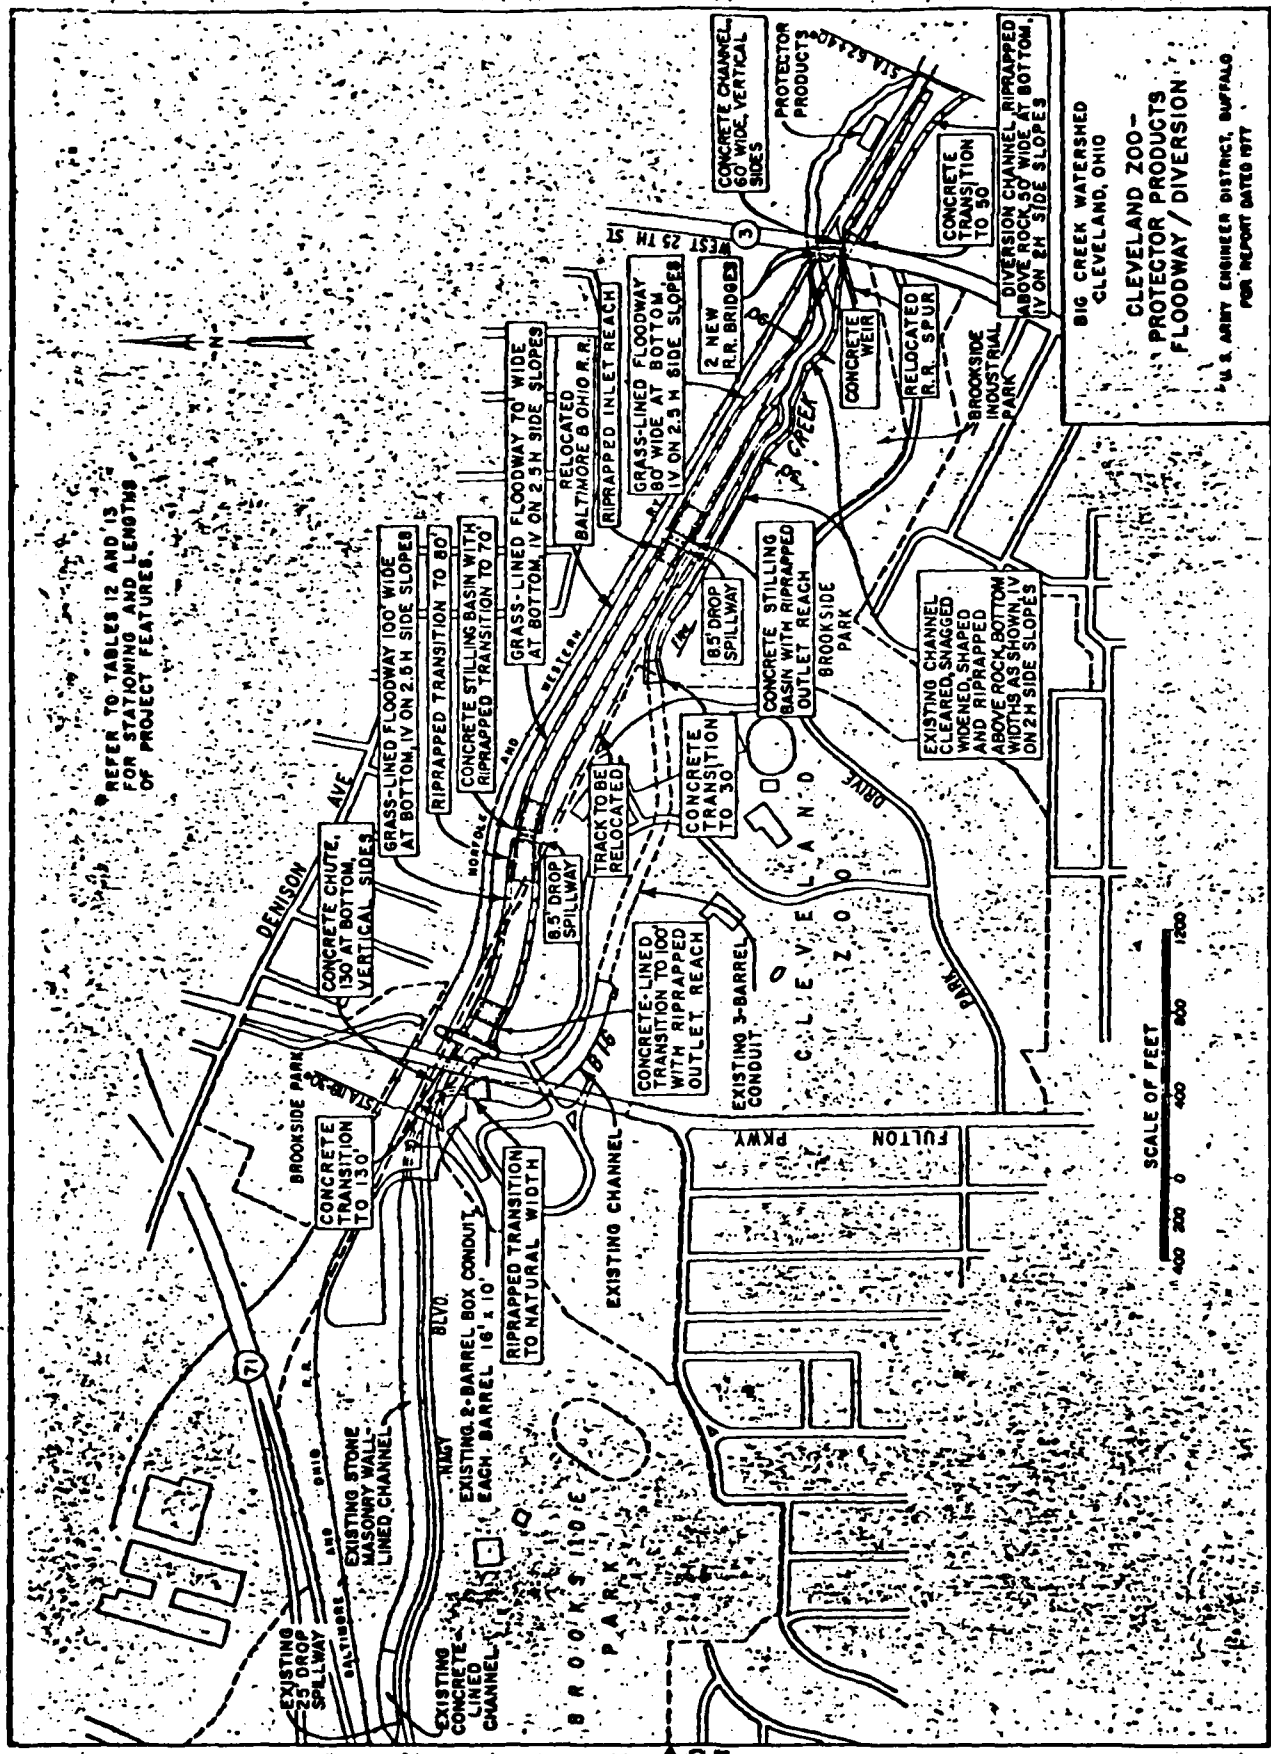 * REFER TO TABLES 12 AND 13
FOR STATIONING AND LENGTHS
OF PROJECT FEATURES.
-N-
71
EXISTING
25' DROP
SPILLWAY
BALTIMORE AND OHIO R.R.
EXISTING STONE
MASONRY WALL-
LINED CHANNEL
EXISTING
CONCRETE-
LINED
CHANNEL
NAGY BLVD.
EXISTING 2-BARREL BOX CONDUIT,
EACH BARREL 16' x 10'
BROOKSIDE
PARK
BROOKSIDE PARK
CONCRETE
TRANSITION
TO 130'
RIPRAPPED TRANSITION
TO NATURAL WIDTH
EXISTING CHANNEL
BIG
DENISON AVE
CONCRETE CHUTE,
130' AT BOTTOM,
VERTICAL SIDES
GRASS-LINED FLOODWAY 100' WIDE
AT BOTTOM, 1V ON 2.5 H SIDE SLOPES
RIPRAPPED TRANSITION TO 80'
CONCRETE STILLING BASIN WITH
RIPRAPPED TRANSITION TO 70'
GRASS-LINED FLOODWAY 70' WIDE
AT BOTTOM, 1V ON 2.5 H SIDE SLOPES
RELOCATED
BALTIMORE & OHIO R.R.
RIPRAPPED INLET REACH
GRASS-LINED FLOODWAY
80' WIDE AT BOTTOM
1V ON 2.5 H SIDE SLOPES
NORFOLK AND WESTERN RY
8.5' DROP
SPILLWAY
TRACK TO BE
RELOCATED
CONCRETE-LINED
TRANSITION TO 100'
WITH RIPRAPPED
OUTLET REACH
EXISTING 3-BARREL
CONDUIT
CONCRETE
TRANSITION
TO 30'
8.5' DROP
SPILLWAY
CONCRETE STILLING
BASIN WITH RIPRAPPED
OUTLET REACH
BROOKSIDE
PARK
CREEK
2 NEW
R.R. BRIDGES
WEST 25 TH ST
3
CONCRETE CHANNEL,
60' WIDE, VERTICAL
SIDES
PROTECTOR
PRODUCTS
STA 62+40*
CONCRETE
WEIR
RELOCATED
R.R. SPUR
CONCRETE
TRANSITION
TO 50'
BROOKSIDE
INDUSTRIAL
PARK
DIVERSION CHANNEL, RIPRAPPED
ABOVE ROCK, 50' WIDE AT BOTTOM,
1V ON 2H SIDE SLOPES
EXISTING CHANNEL
CLEARED, SNAGGED,
WIDENED, SHAPED
AND RIPRAPPED
ABOVE ROCK, BOTTOM
WIDTHS AS SHOWN, 1V
ON 2H SIDE SLOPES
CLEVELAND
ZOO
PARK DRIVE
FULTON PKWY.
SCALE OF FEET
400 200 0 400 800 1200
BIG CREEK WATERSHED
CLEVELAND, OHIO
CLEVELAND ZOO-
PROTECTOR PRODUCTS
FLOODWAY / DIVERSION
U. S. ARMY ENGINEER DISTRICT, BUFFALO
FOR REPORT DATED 1977